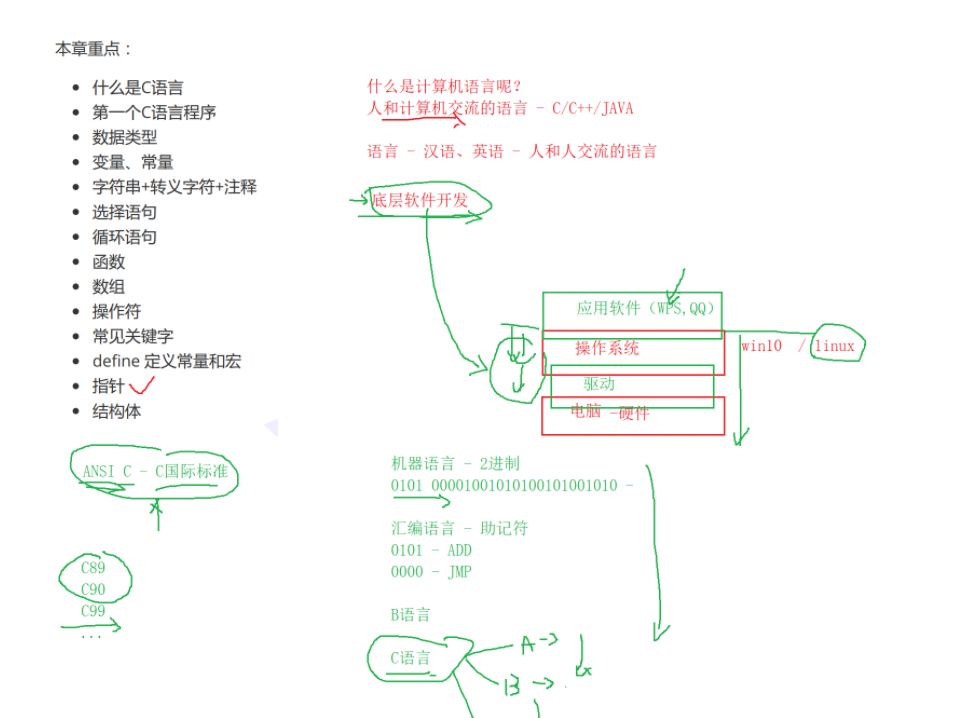 本章重点：
什么是C语言
第一个C语言程序
数据类型
变量、常量
字符串+转义字符+注释
选择语句
循环语句
函数
数组
操作符
常见关键字
define 定义常量和宏
指针
结构体
ANSI C - C国际标准
C89
C90
C99
...
什么是计算机语言呢？
人和计算机交流的语言 - C/C++/JAVA
语言 - 汉语、英语 - 人和人交流的语言
底层软件开发
应用软件（WPS,QQ）
操作系统
win10 / linux
驱动
电脑 -硬件
机器语言 - 2进制
0101 00001001010100101001010 -
汇编语言 - 助记符
0101 - ADD
0000 - JMP
B语言
C语言
A
B